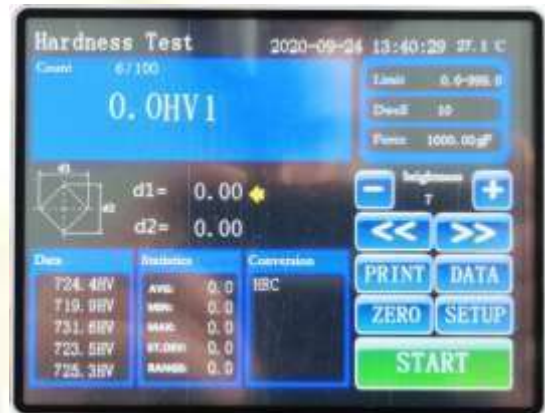 Hardness Test 2020-09-24 13:40:29 27.1 C
Count 6/100
0.0HV1
Limit 0.0-999.0
Dwell 10
Force 1000.00gF
d1
d2
d1= 0.00
d2= 0.00
brightness
7
- +
<< >>
Data
724.4HV
719.9HV
731.6HV
723.5HV
725.3HV
Statistics
AVE: 0.0
MIN: 0.0
MAX: 0.0
ST.DEV: 0.0
RANGE: 0.0
Conversion
HRC
PRINT DATA
ZERO SETUP
START